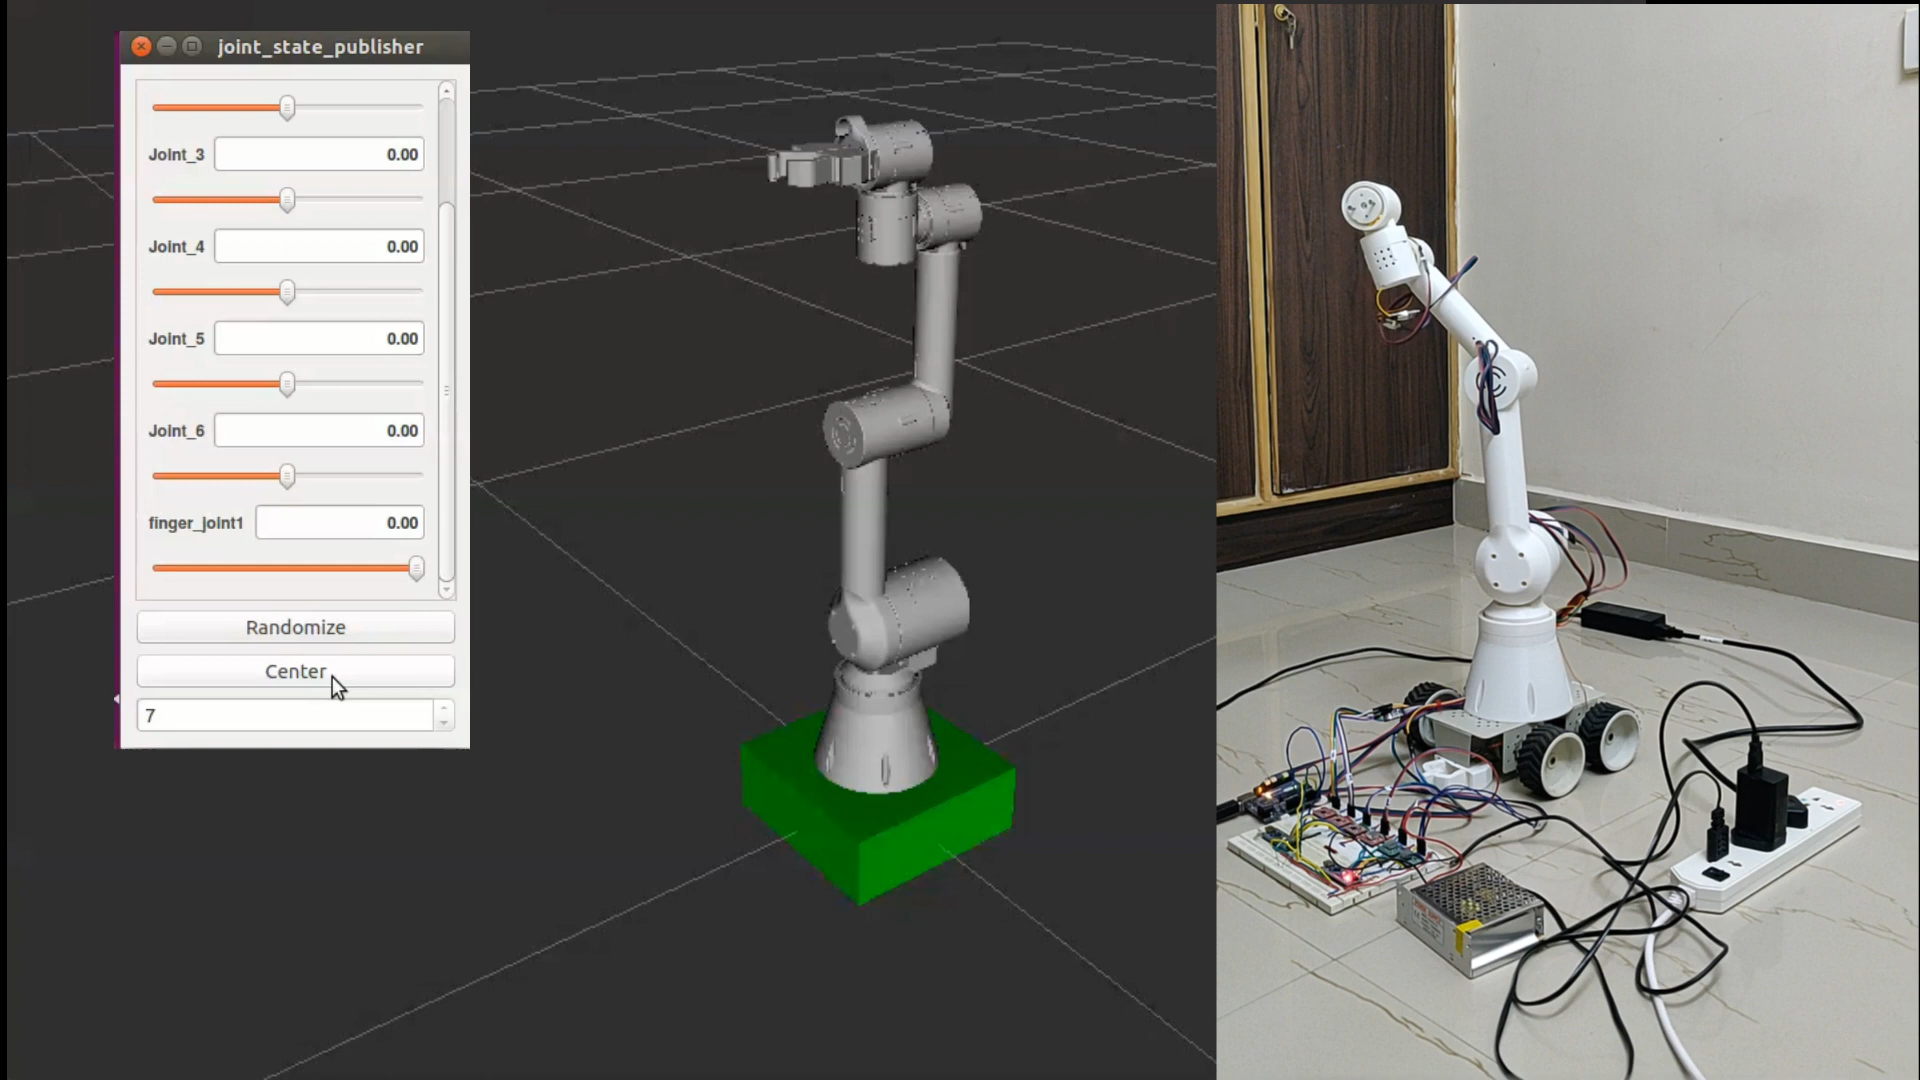 joint_state_publisher
Joint_3
0.00
Joint_4
0.00
Joint_5
0.00
Joint_6
0.00
finger_joint1
0.00
Randomize
Center
7